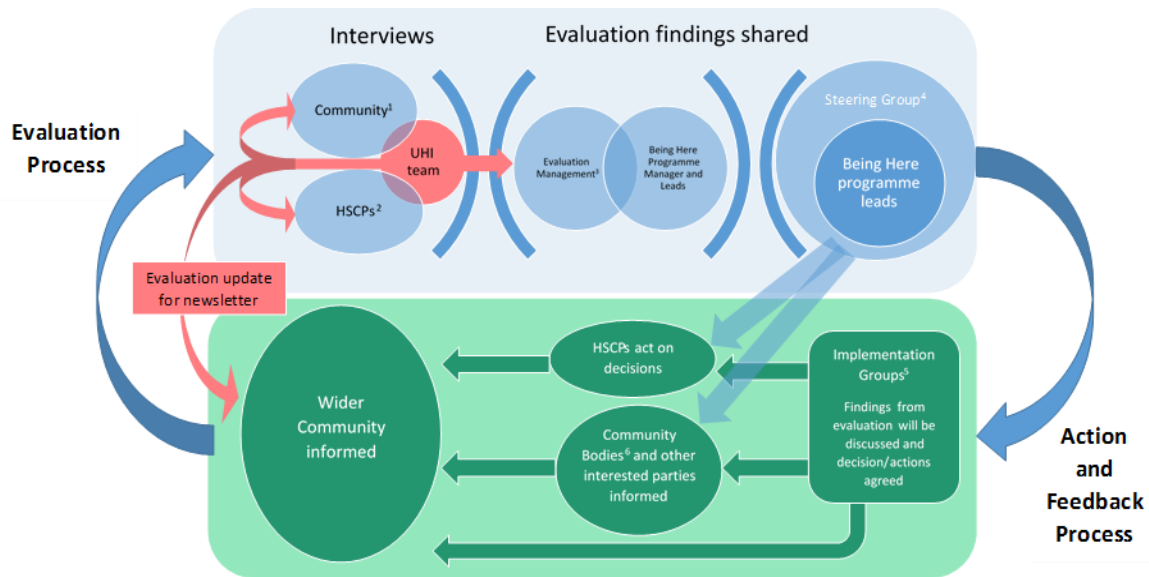 Interviews
Evaluation findings shared
Evaluation
Process
Community1
HSCPs2
UHI
team
Evaluation
Management3
Being Here
Programme
Manager and
Leads
Steering Group4
Being Here
programme
leads
Evaluation update
for newsletter
Wider
Community
informed
HSCPs act on
decisions
Community
Bodies6 and other
interested parties
informed
Implementation
Groups5
Findings from
evaluation will be
discussed and
decision/actions
agreed
Action
and
Feedback
Process